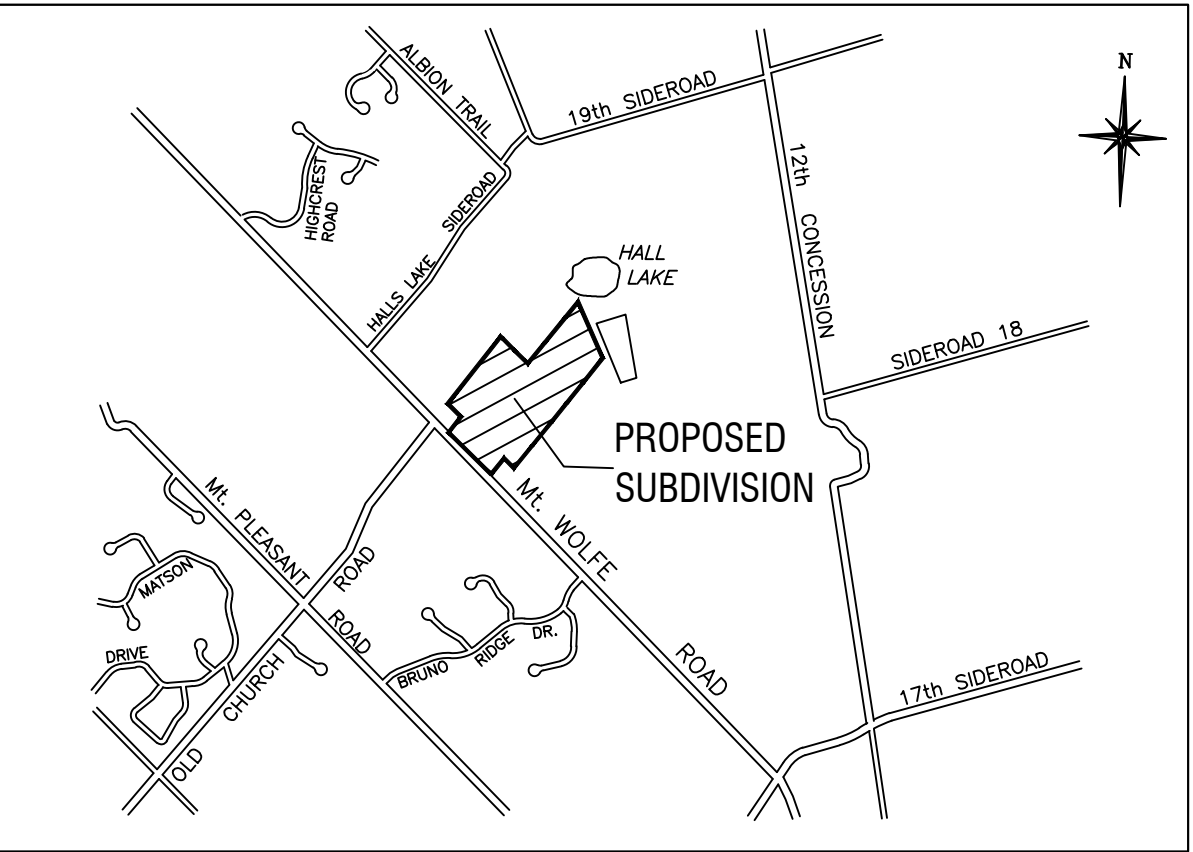 ALBION TRAIL
19th SIDEROAD
N
HIGHCREST
ROAD
HALLS LAKE SIDEROAD
12th CONCESSION
HALL
LAKE
SIDEROAD 18
PROPOSED
SUBDIVISION
Mt. PLEASANT ROAD
Mt. WOLFE ROAD
MATSON DRIVE
OLD CHURCH ROAD
BRUNO RIDGE DR.
17th SIDEROAD